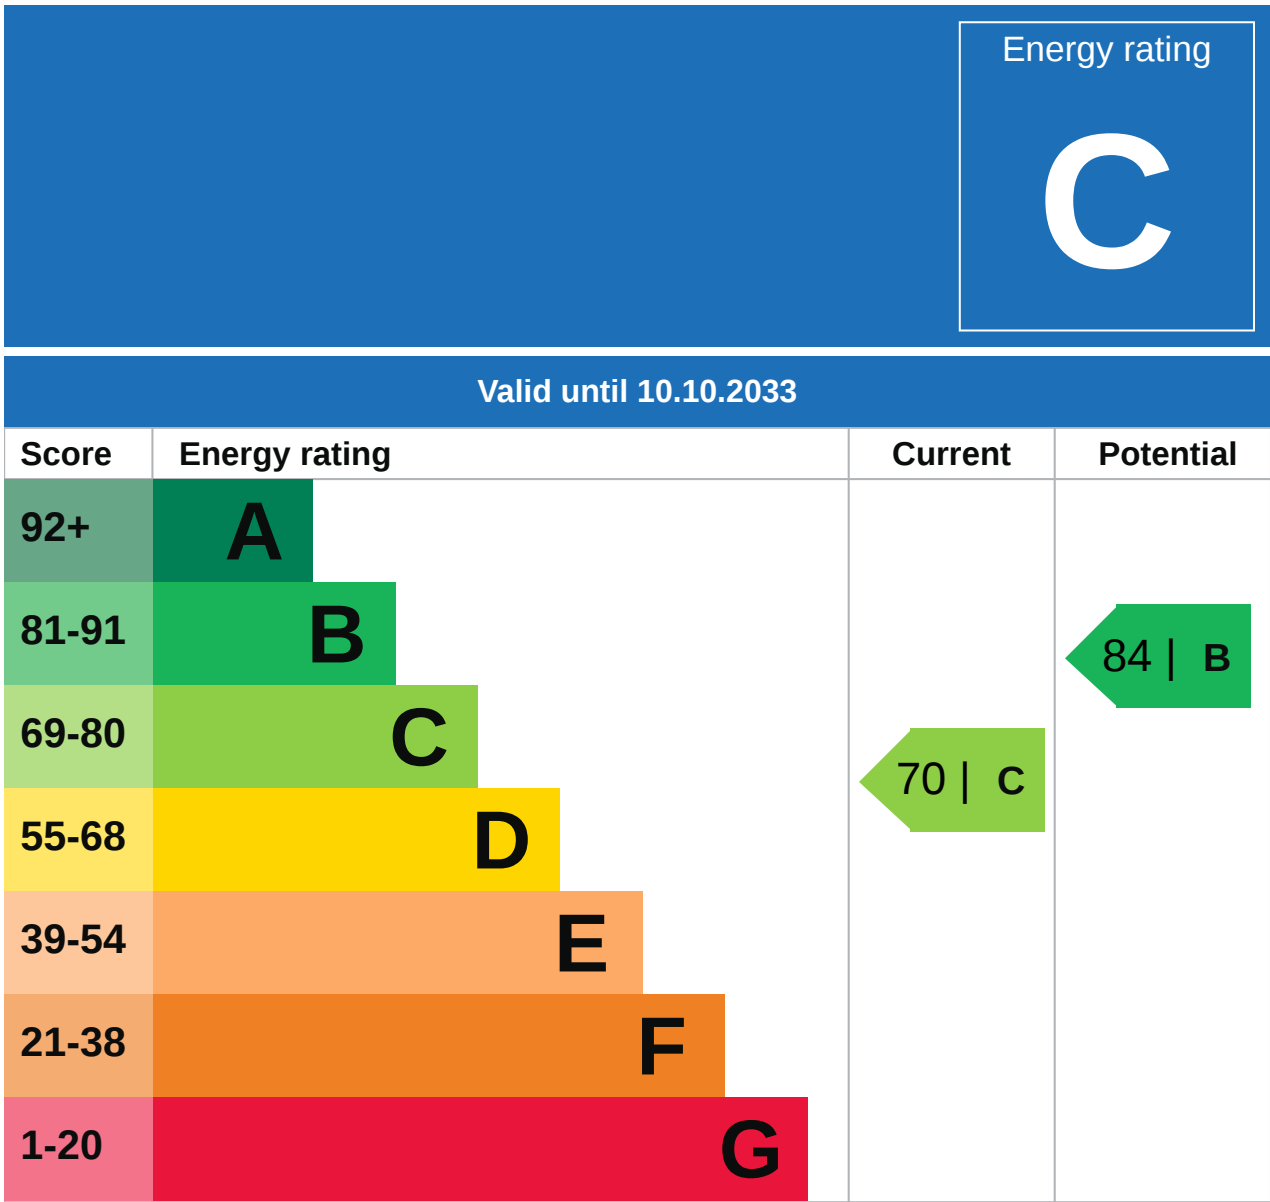 Energy rating
C
Valid until 10.10.2033
Score Energy rating Current Potential
92+ A
81-91 B
84 | B
69-80 C
70 | C
55-68 D
39-54 E
21-38 F
1-20 G